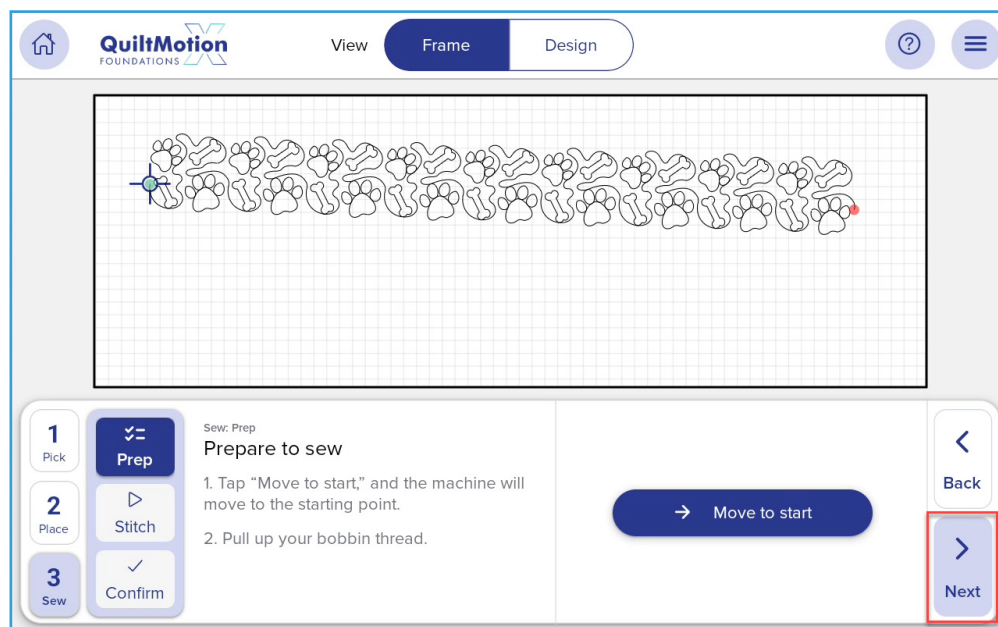 QuiltMotion
FOUNDATIONS
View
Frame
Design
?
1
Pick
2
Place
3
Sew
Prep
Stitch
Confirm
Sew: Prep
Prepare to sew
1. Tap “Move to start,” and the machine will
move to the starting point.
2. Pull up your bobbin thread.
Move to start
Back
Next